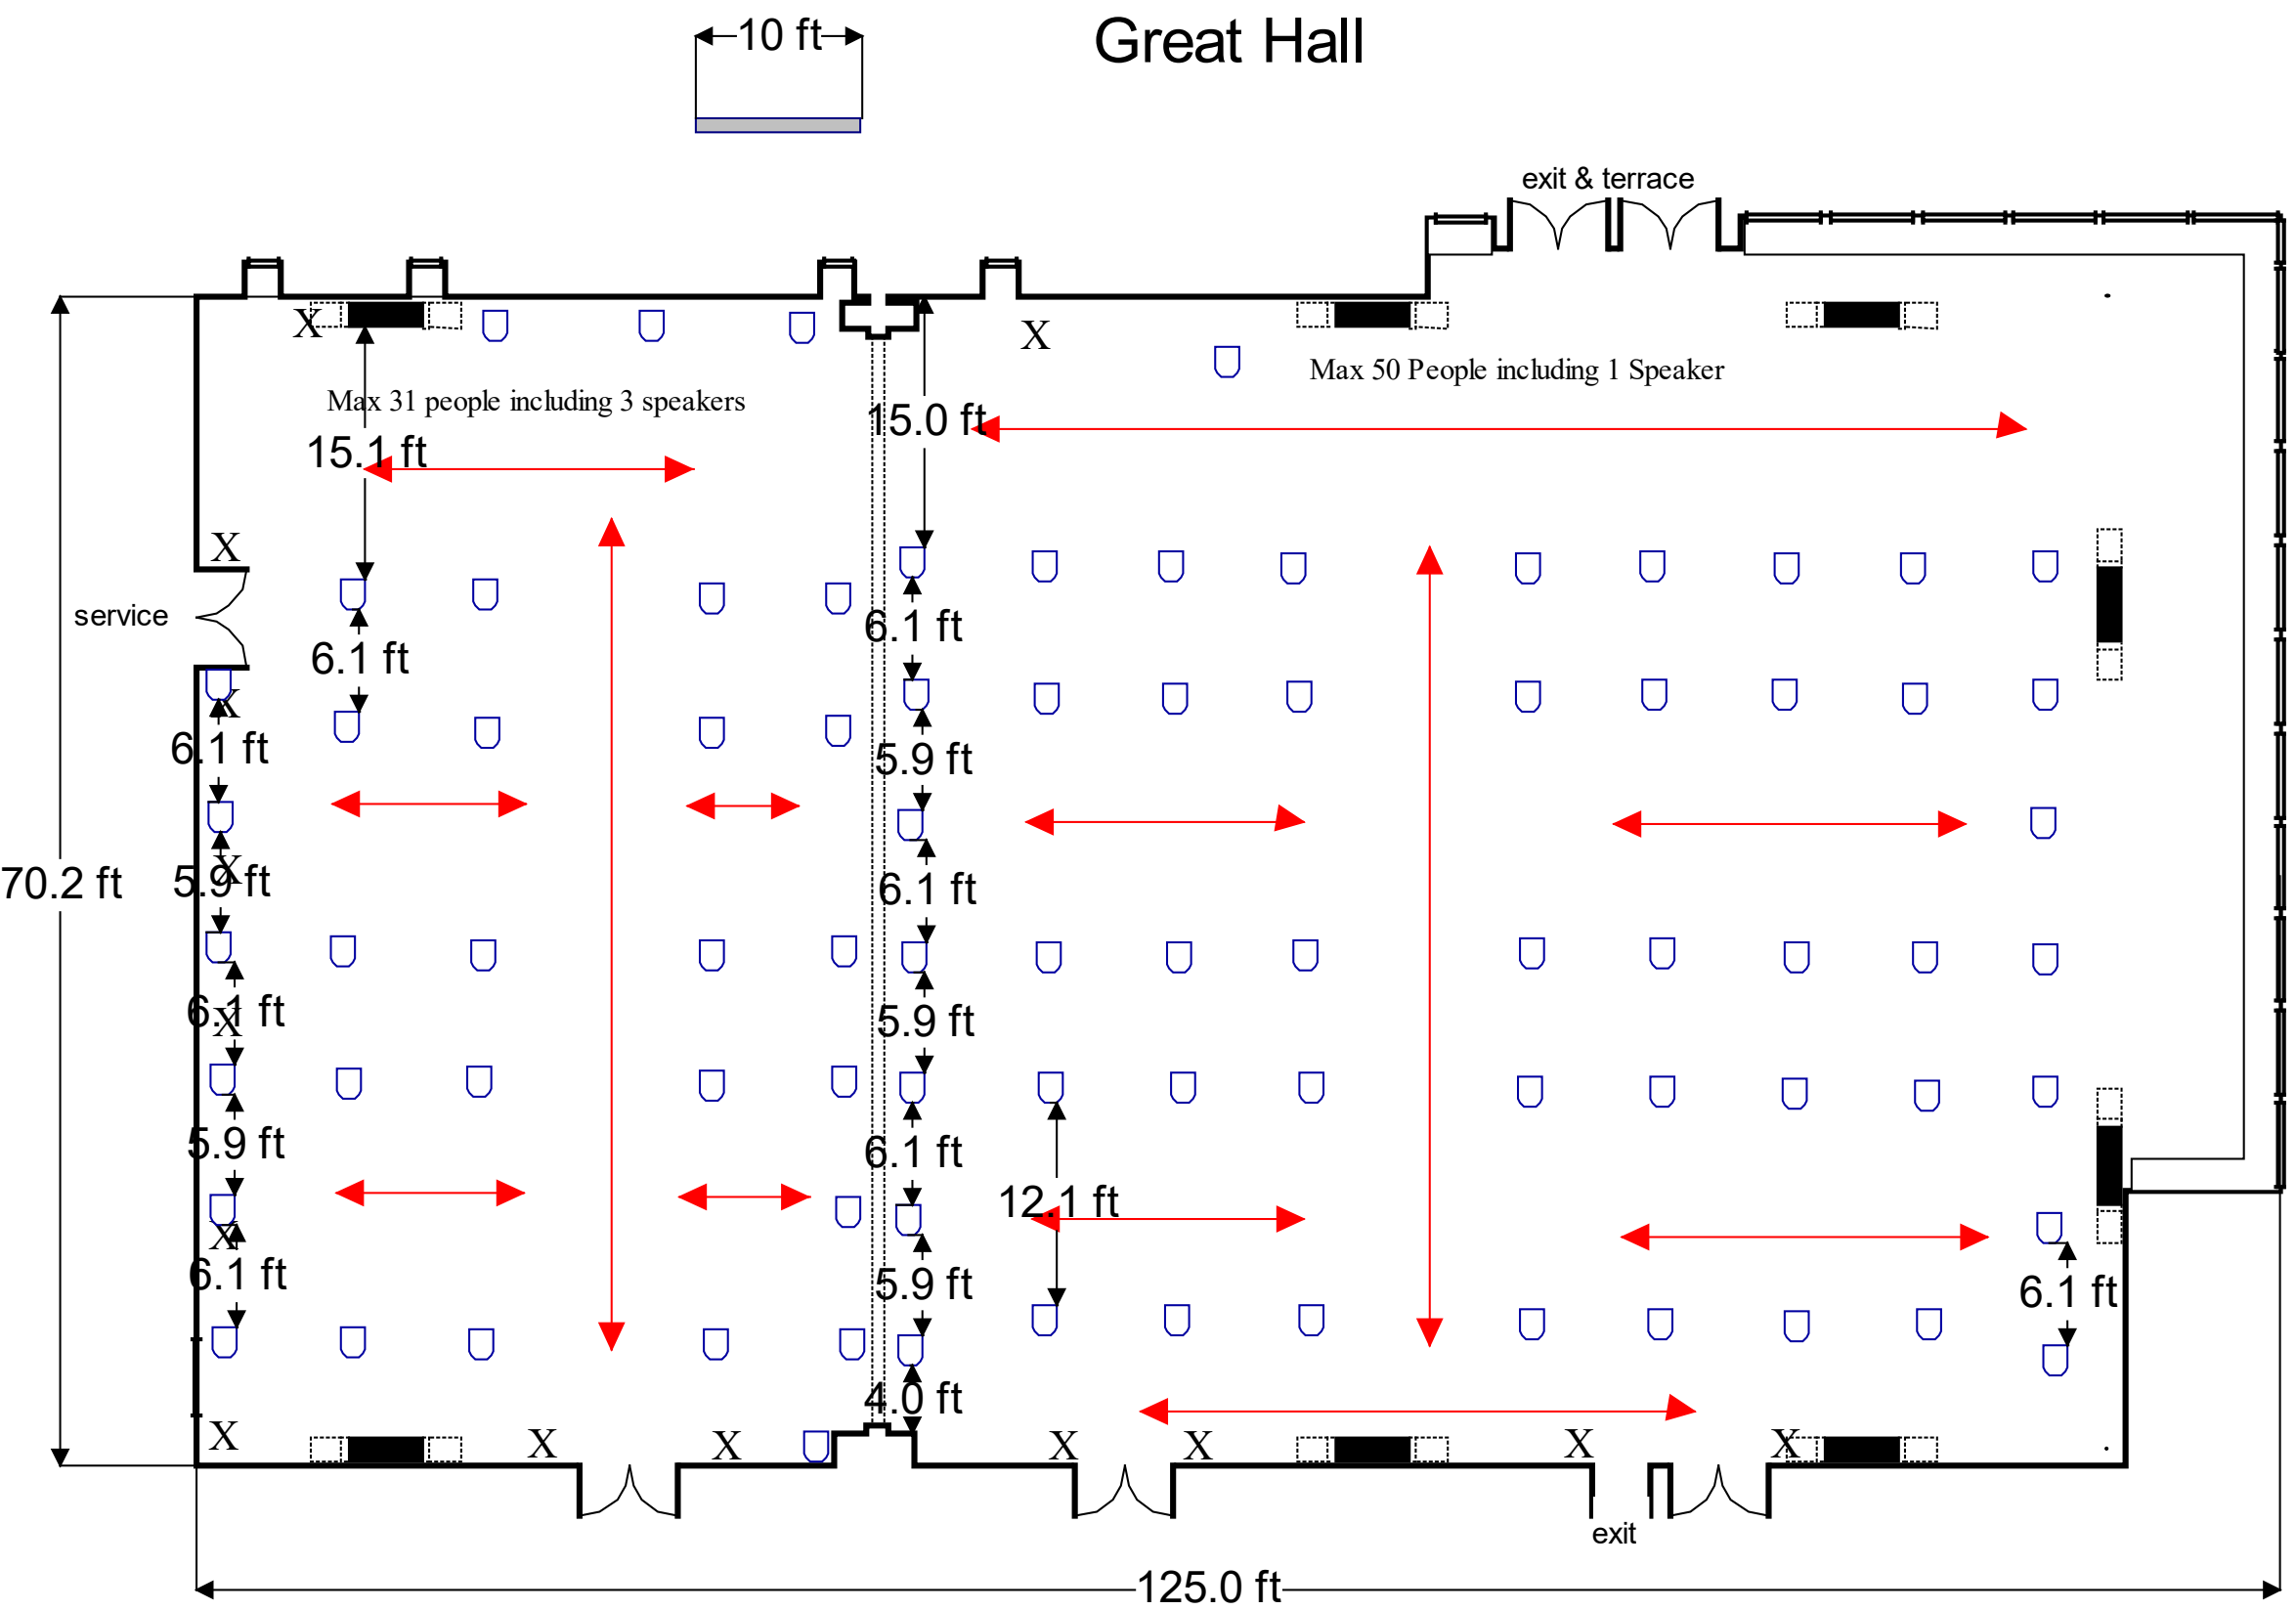 Great Hall
10 ft
exit & terrace
X
X
Max 50 People including 1 Speaker
Max 31 people including 3 speakers
15.0 ft
15.1 ft
X
service
6.1 ft
6.1 ft
X
6.1 ft
5.9 ft
X
5.9 ft
70.2 ft
6.1 ft
6.1 ft
X
5.9 ft
5.9 ft
6.1 ft
12.1 ft
X
6.1 ft
5.9 ft
6.1 ft
4.0 ft
X
X
X
X
X
X
X
exit
125.0 ft